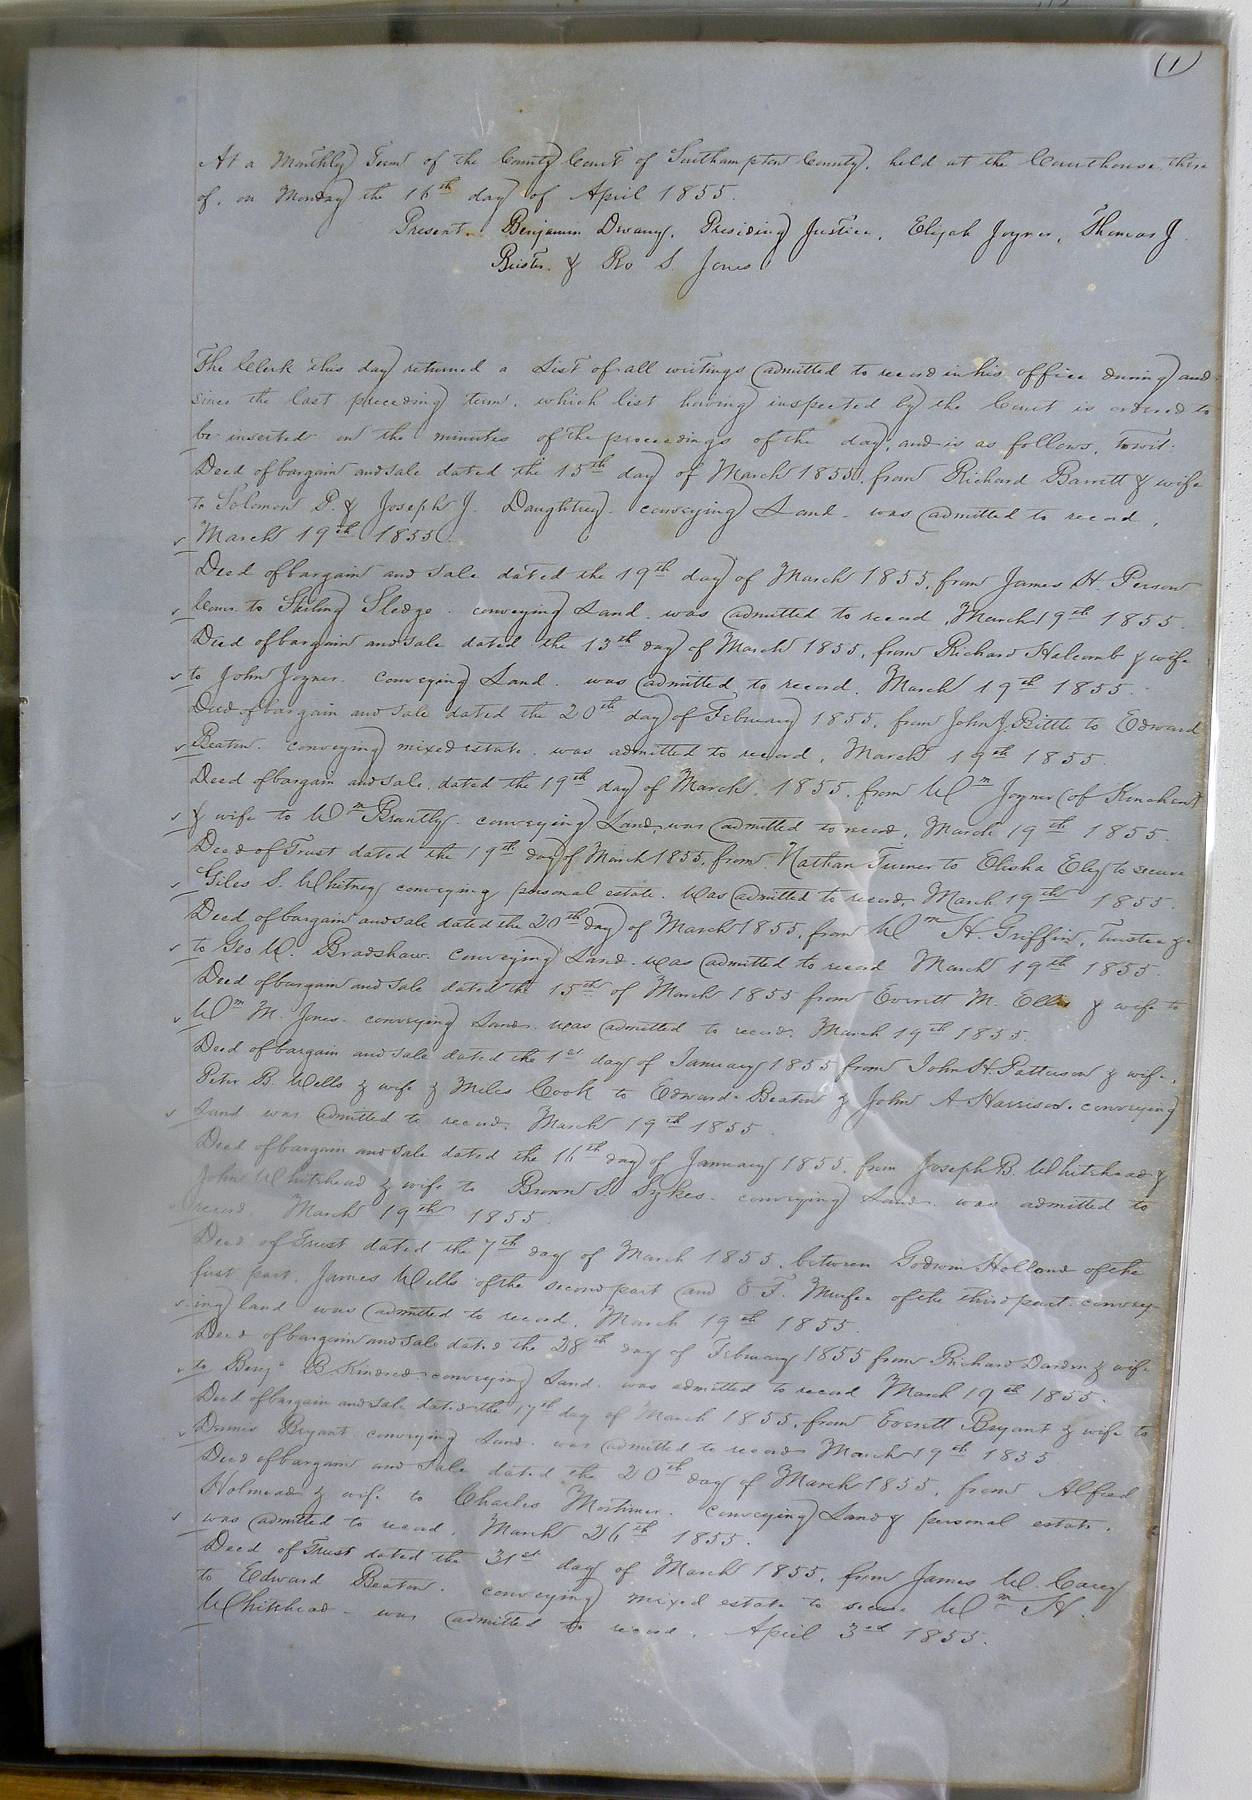 (1)
At a Monthly Term of the County Court of Southampton County, held at the Courthouse there
of, on Monday the 16th day of April 1855.
Present. Benjamin Presiding Justice, Elijah Joyner, Thomas J.
& Ro S. Jones
The Clerk this day returned a List of all writings admitted to record in his office during and
since the last preceding term, which list having inspected by the Court is ordered to
be inserted on the minutes of the proceedings of the day, and is as follows, towit.
Deed of bargain and sale dated the 15th day of March 1855, from Richard Barrett & wife
to Solomon P. & Joseph J. Daughtrey. conveying Land. was admitted to record,
March 19th 1855.
Deed of bargain and sale dated the 19th day of March 1855, from James H. Person
to Sledge. conveying Land. was admitted to record, March 19th 1855.
Deed of bargain and sale dated the 13th day of March 1855, from Richard Halcomb & wife
to John Joyner. conveying Land. was admitted to record. March 19th 1855.
Deed of bargain and sale dated the 20th day of February 1855. from John J. Bittle to Edward
Beaton. conveying mixed estate. was admitted to record, March 19th 1855.
Deed of bargain and sale. dated the 19th day of March. 1855. from Wm Joyner (of
& wife to Wm Brantly. conveying Land, was admitted to record, March 19th 1855.
Deed of Trust dated the 19th day of March 1855, from Nathan Turner to Elisha Eley to secure
Giles S. Whitney conveying personal estate. was admitted to record March 19th 1855.
Deed of bargain and sale dated the 20th day of March 1855, from Wm H. Griffin, Trustee &c
to Geo W. Bradshaw. conveying Land. was admitted to record March 19th 1855.
Deed of bargain and sale dated the 15th of March 1855 from Everett M. Ellis & wife to
Wm M. Jones. conveying Land. was admitted to record. March 19th 1855.
Deed of bargain and sale dated the 1st day of January 1855 from John H. Patterson & wife,
Peter B. Wells & wife & Miles Cook to Edward Beaton & John A Harrison. conveying
Land was admitted to record. March 19th 1855.
Deed of bargain and sale dated the 16th day of January 1855. from Joseph B. Whitehead &
John Whitehead & wife to Brown S. Sykes. conveying Land. was admitted to
record. March 19th 1855.
Deed of Trust dated the 7th day of March 1855, between Godwin Holland of the
first part. James Wells of the second part and E F. Murfee of the third part. convey-
ing land was admitted to record, March 19th 1855.
Deed of bargain and sale dated the 28th day of February 1855 from Richard Darden & wife
to Benja B. Kindred conveying Land. was admitted to record March 19th 1855.
Deed of bargain and sale dated the 17th day of March 1855, from Everett Bryant & wife to
Dennis Bryant conveying Land. was admitted to record March 19th 1855
Deed of bargain and sale dated the 20th day of March 1855, from Alfred
Holmead & wife to Charles Mortimer. conveying Land & personal estate.
was admitted to record, March 26th 1855.
Deed of Trust dated the 31st day of March 1855, from James W. Carey
to Edward Beaton. conveying mixed estate to secure Wm H.
Whitehead - was admitted to record. April 3rd 1855.